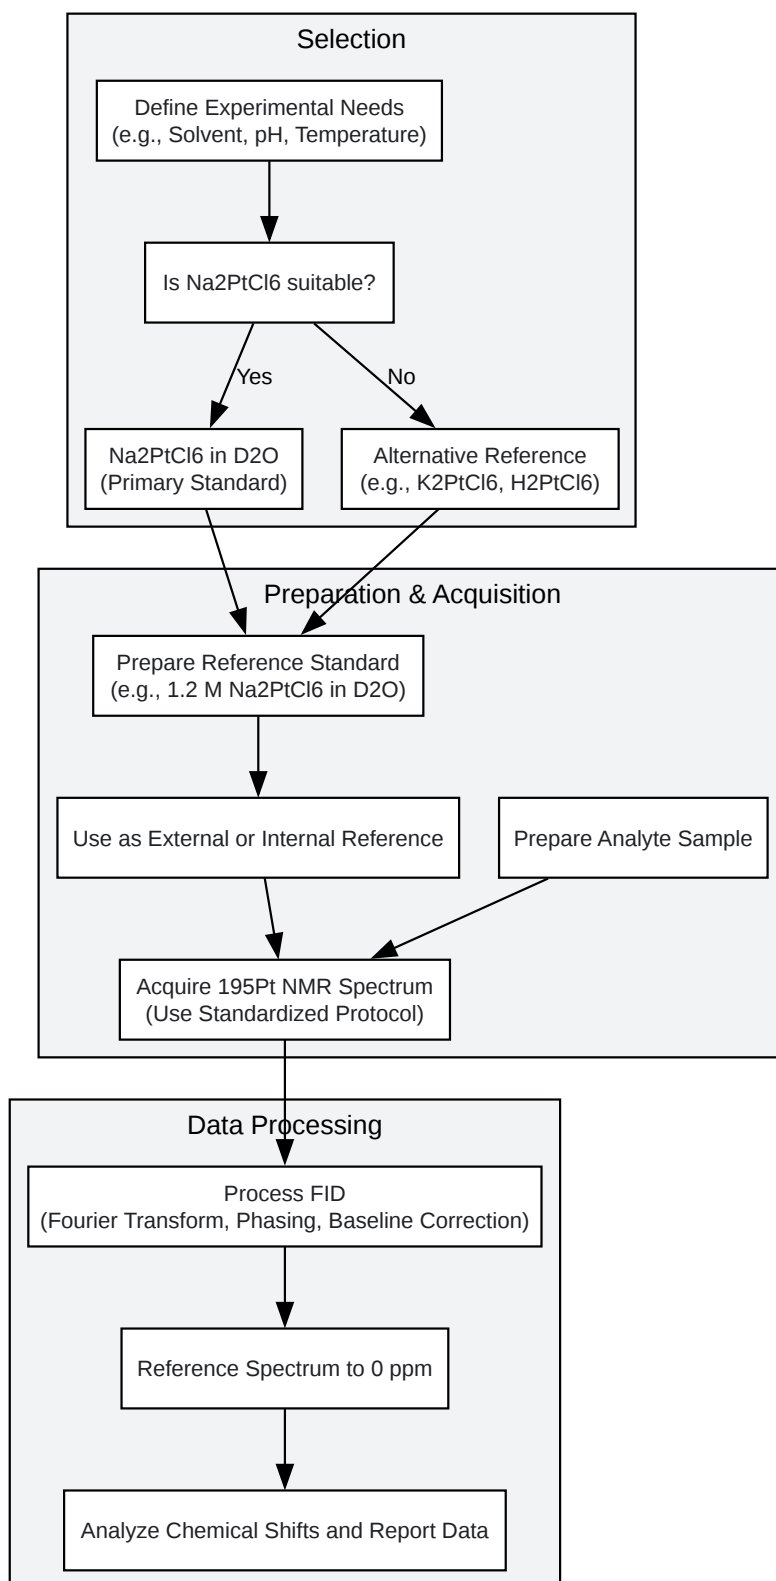 Selection
Define Experimental Needs
(e.g., Solvent, pH, Temperature)
Is Na2PtCl6 suitable?
Yes
No
Na2PtCl6 in D2O
(Primary Standard)
Alternative Reference
(e.g., K2PtCl6, H2PtCl6)
Preparation & Acquisition
Prepare Reference Standard
(e.g., 1.2 M Na2PtCl6 in D2O)
Use as External or Internal Reference
Prepare Analyte Sample
Acquire 195Pt NMR Spectrum
(Use Standardized Protocol)
Data Processing
Process FID
(Fourier Transform, Phasing, Baseline Correction)
Reference Spectrum to 0 ppm
Analyze Chemical Shifts and Report Data